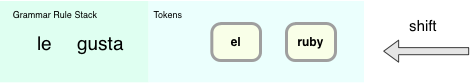 Grammar Rule Stack
Tokens
le gusta
el
ruby
shift